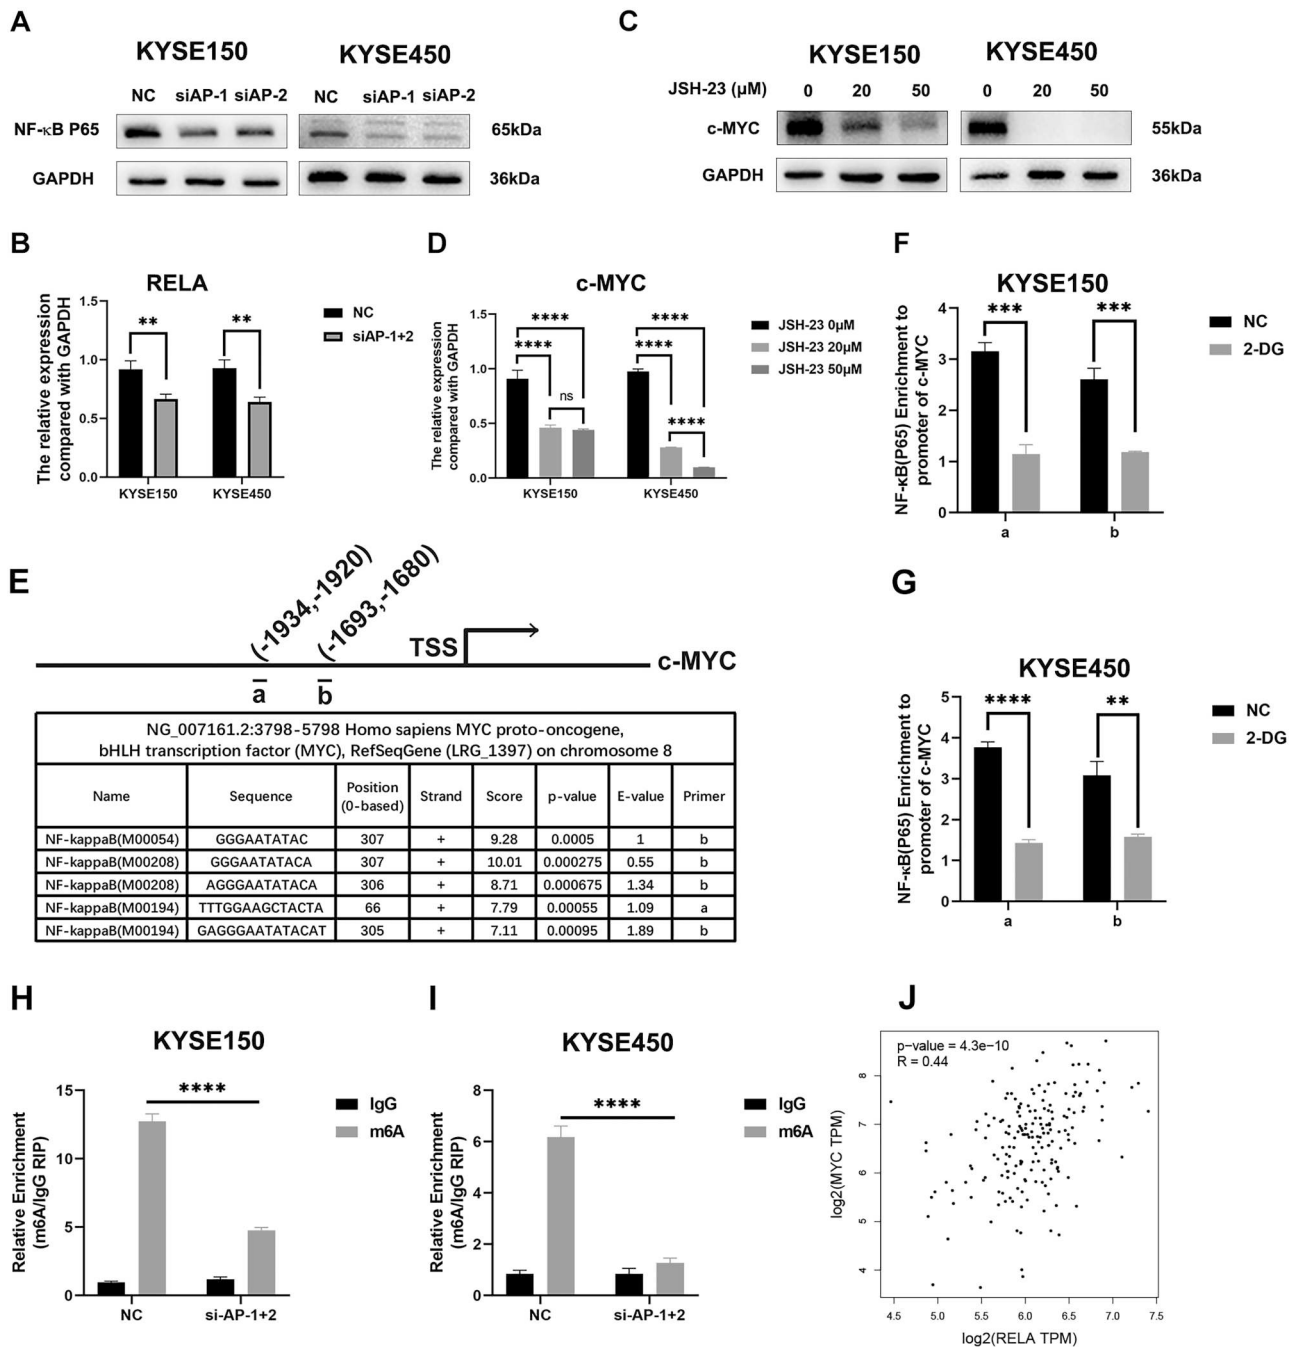 A
KYSE150
KYSE450
NC siAP-1 siAP-2 NC siAP-1 siAP-2
NF-κB P65
65kDa
GAPDH
36kDa
C
KYSE150
KYSE450
JSH-23 (μM) 0 20 50 0 20 50
c-MYC
55kDa
GAPDH
36kDa
B
RELA
The relative expression
compared with GAPDH
1.5
1.0
0.5
0.0
**
**
KYSE150
KYSE450
NC
siAP-1+2
D
c-MYC
The relative expression
compared with GAPDH
1.5
1.0
0.5
0.0
****
****
ns
****
****
****
KYSE150
KYSE450
JSH-23 0μM
JSH-23 20μM
JSH-23 50μM
F
KYSE150
NF-κB(P65) Enrichment to
promoter of c-MYC
4
3
2
1
0
***
***
a
b
NC
2-DG
E
(-1934,-1920)
(-1693,-1680)
TSS
c-MYC
a
b
NG_007161.2:3798-5798 Homo sapiens MYC proto-oncogene,
bHLH transcription factor (MYC), RefSeqGene (LRG_1397) on chromosome 8
Name Sequence Position (0-based) Strand Score p-value E-value Primer
NF-kappaB(M00054) GGGAATATAC 307 + 9.28 0.0005 1 b
NF-kappaB(M00208) GGGAATATACA 307 + 10.01 0.000275 0.55 b
NF-kappaB(M00208) AGGGAATATACA 306 + 8.71 0.000675 1.34 b
NF-kappaB(M00194) TTTGGAAGCTACTA 66 + 7.79 0.00055 1.09 a
NF-kappaB(M00194) GAGGGAATATACAT 305 + 7.11 0.00095 1.89 b
G
KYSE450
NF-κB(P65) Enrichment to
promoter of c-MYC
5
4
3
2
1
0
****
**
a
b
NC
2-DG
H
KYSE150
Relative Enrichment
(m6A/IgG RIP)
15
10
5
0
****
NC
si-AP-1+2
IgG
m6A
I
KYSE450
Relative Enrichment
(m6A/IgG RIP)
8
6
4
2
0
****
NC
si-AP-1+2
IgG
m6A
J
p−value = 4.3e−10
R = 0.44
log2(MYC TPM)
8
7
6
5
4
4.5 5.0 5.5 6.0 6.5 7.0 7.5
log2(RELA TPM)